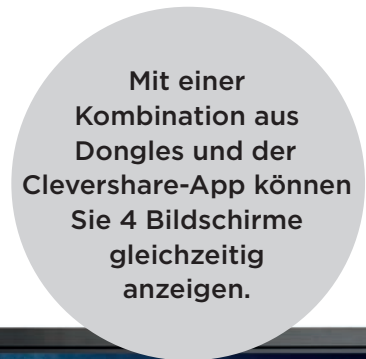 Mit einer
Kombination aus
Dongles und der
Clevershare-App können
Sie 4 Bildschirme
gleichzeitig
anzeigen.